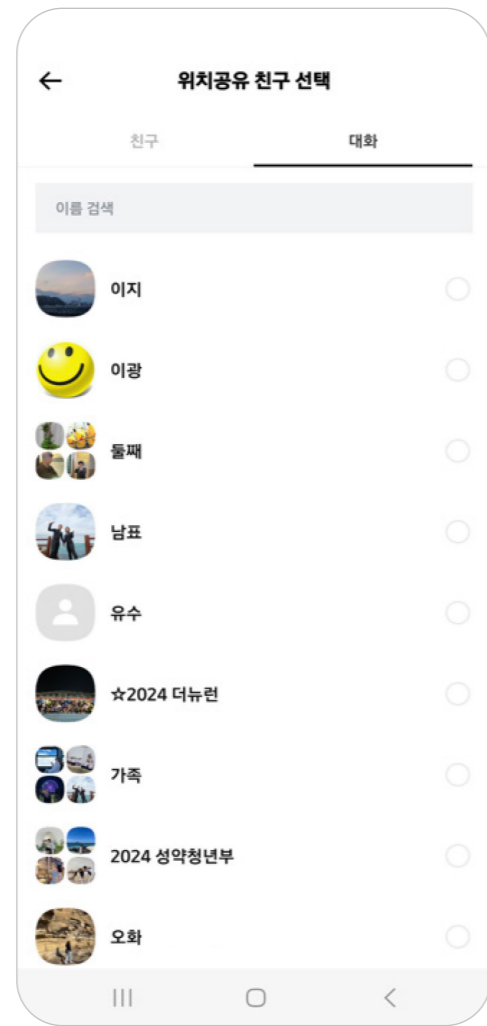 위치공유 친구 선택
친구
대화
이름 검색
이지
이광
둘째
남표
유수
☆2024 더뉴런
가족
2024 성약청년부
오화